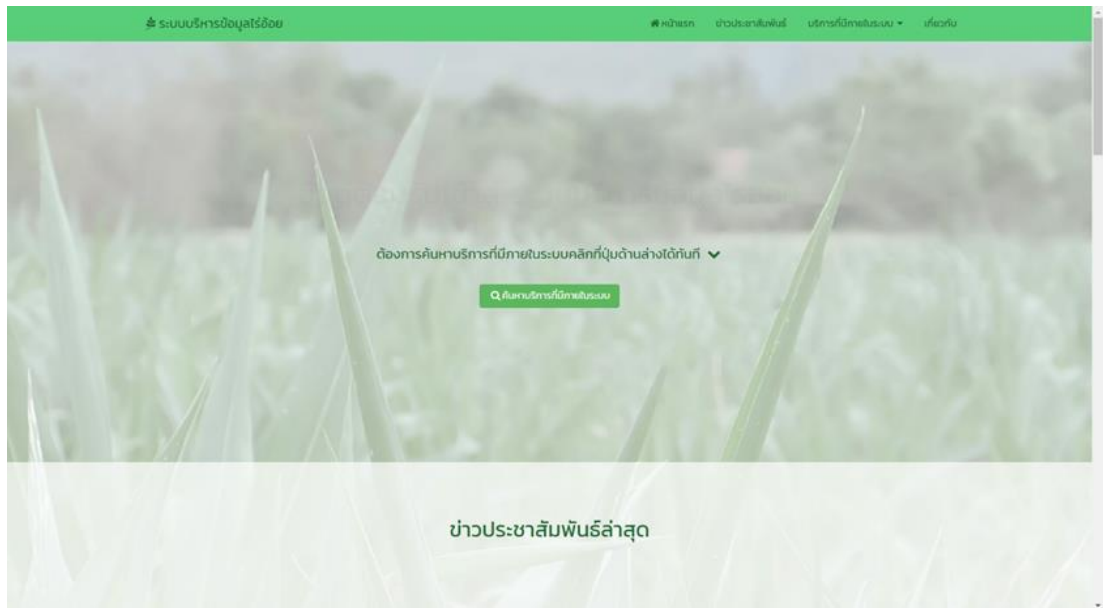 ระบบบริหารข้อมูลไร่อ้อย
หน้าแรก ข่าวประชาสัมพันธ์ บริการที่มีภายในระบบ เกี่ยวกับ
ต้องการค้นหาบริการที่มีภายในระบบคลิกที่ปุ่มด้านล่างได้ทันที
ค้นหาบริการที่มีภายในระบบ
ข่าวประชาสัมพันธ์ล่าสุด